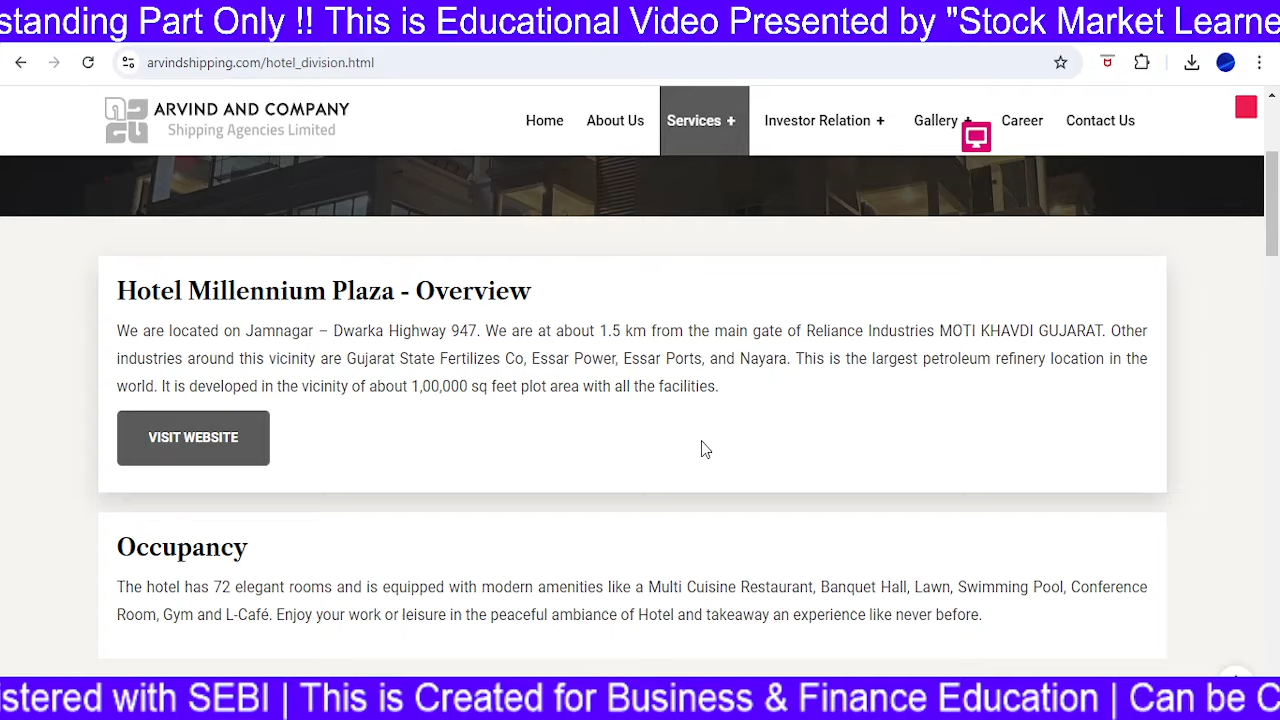 standing Part Only !! This is Educational Video Presented by "Stock Market Learne
arvindshipping.com/hotel_division.html
ARVIND AND COMPANY
Shipping Agencies Limited
Home About Us Services + Investor Relation + Gallery + Career Contact Us
Hotel Millennium Plaza - Overview
We are located on Jamnagar – Dwarka Highway 947. We are at about 1.5 km from the main gate of Reliance Industries MOTI KHAVDI GUJARAT. Other
industries around this vicinity are Gujarat State Fertilizes Co, Essar Power, Essar Ports, and Nayara. This is the largest petroleum refinery location in the
world. It is developed in the vicinity of about 1,00,000 sq feet plot area with all the facilities.
VISIT WEBSITE
Occupancy
The hotel has 72 elegant rooms and is equipped with modern amenities like a Multi Cuisine Restaurant, Banquet Hall, Lawn, Swimming Pool, Conference
Room, Gym and L-Café. Enjoy your work or leisure in the peaceful ambiance of Hotel and takeaway an experience like never before.
istered with SEBI | This is Created for Business & Finance Education | Can be C